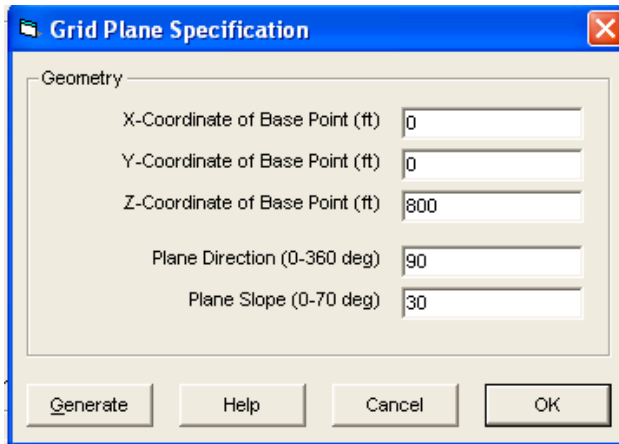 Grid Plane Specification
Geometry
X-Coordinate of Base Point (ft) 0
Y-Coordinate of Base Point (ft) 0
Z-Coordinate of Base Point (ft) 800
Plane Direction (0-360 deg) 90
Plane Slope (0-70 deg) 30
Generate Help Cancel OK